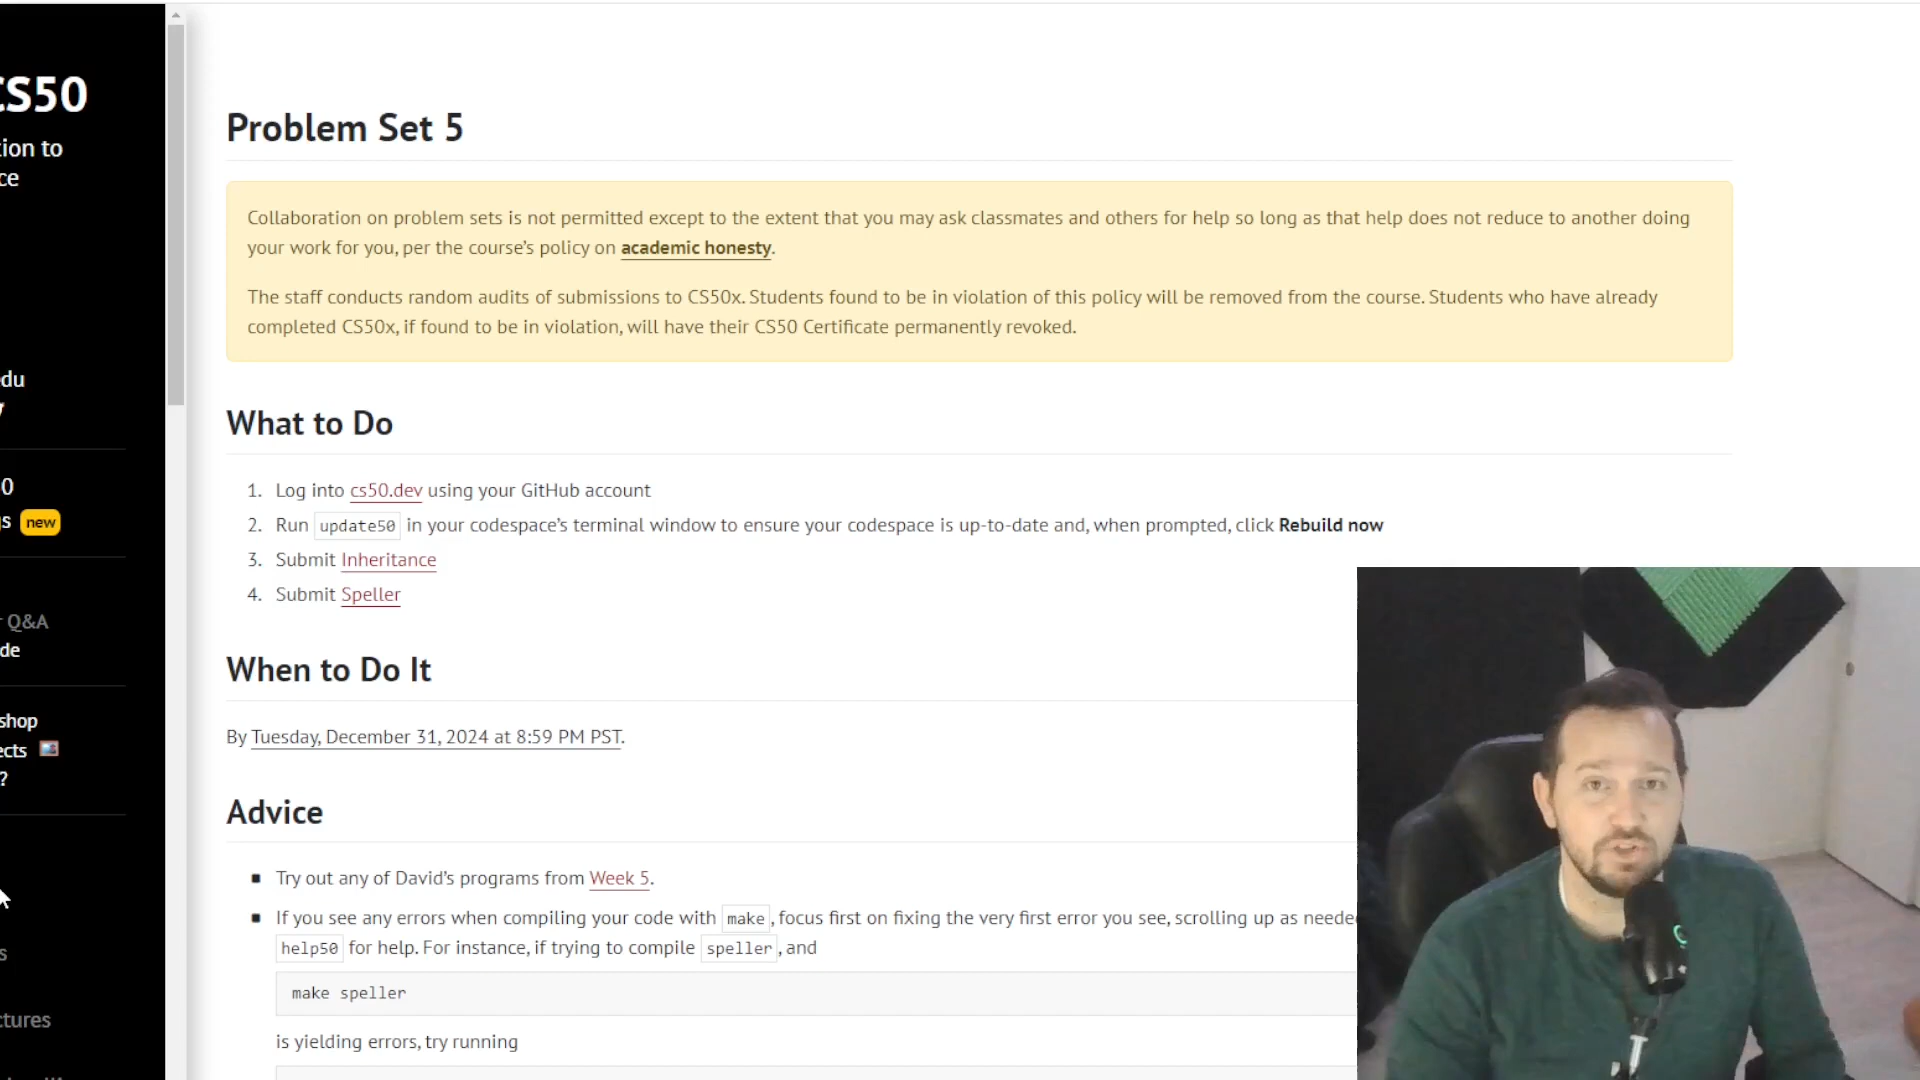 CS50
tion to
ce
edu
0
s new
r Q&A
de
shop
ects
?
s
ctures
Problem Set 5
Collaboration on problem sets is not permitted except to the extent that you may ask classmates and others for help so long as that help does not reduce to another doing
your work for you, per the course’s policy on academic honesty.
The staff conducts random audits of submissions to CS50x. Students found to be in violation of this policy will be removed from the course. Students who have already
completed CS50x, if found to be in violation, will have their CS50 Certificate permanently revoked.
What to Do
1. Log into cs50.dev using your GitHub account
2. Run update50 in your codespace’s terminal window to ensure your codespace is up-to-date and, when prompted, click Rebuild now
3. Submit Inheritance
4. Submit Speller
When to Do It
By Tuesday, December 31, 2024 at 8:59 PM PST.
Advice
Try out any of David’s programs from Week 5.
If you see any errors when compiling your code with make, focus first on fixing the very first error you see, scrolling up as neede
help50 for help. For instance, if trying to compile speller, and
make speller
is yielding errors, try running